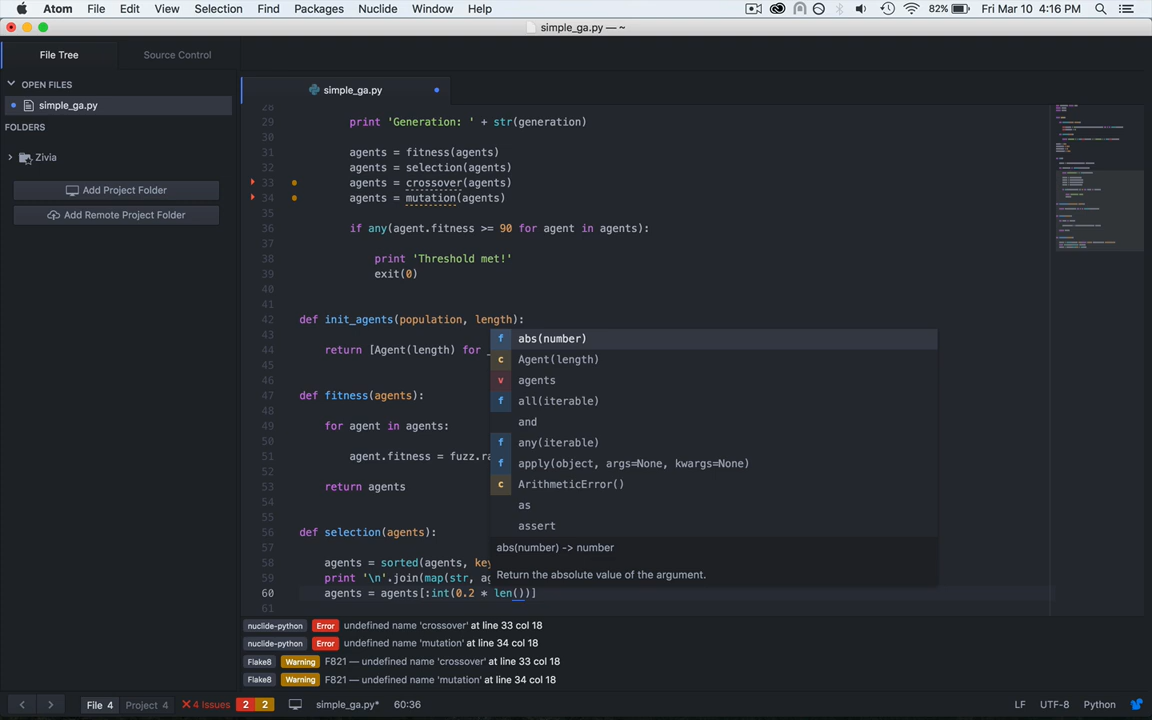 Atom File Edit View Selection Find Packages Nuclide Window Help 82% Fri Mar 10 4:16 PM
simple_ga.py — ~
File Tree Source Control
simple_ga.py
OPEN FILES
simple_ga.py
FOLDERS
Zivia
Add Project Folder
Add Remote Project Folder
28
29 print 'Generation: ' + str(generation)
30
31 agents = fitness(agents)
32 agents = selection(agents)
33 agents = crossover(agents)
34 agents = mutation(agents)
35
36 if any(agent.fitness >= 90 for agent in agents):
37
38 print 'Threshold met!'
39 exit(0)
40
41
42 def init_agents(population, length):
43
44 return [Agent(length) for _
45
46
47 def fitness(agents):
48
49 for agent in agents:
50
51 agent.fitness = fuzz.ra
52
53 return agents
54
55
56 def selection(agents):
57
58 agents = sorted(agents, key
59 print '\n'.join(map(str, ag
60 agents = agents[:int(0.2 * len())]
61
f abs(number)
c Agent(length)
v agents
f all(iterable)
and
f any(iterable)
f apply(object, args=None, kwargs=None)
c ArithmeticError()
as
assert
abs(number) -> number
Return the absolute value of the argument.
nuclide-python Error undefined name 'crossover' at line 33 col 18
nuclide-python Error undefined name 'mutation' at line 34 col 18
Flake8 Warning F821 — undefined name 'crossover' at line 33 col 18
Flake8 Warning F821 — undefined name 'mutation' at line 34 col 18
File 4 Project 4 4 Issues 2 2 simple_ga.py* 60:36 LF UTF-8 Python